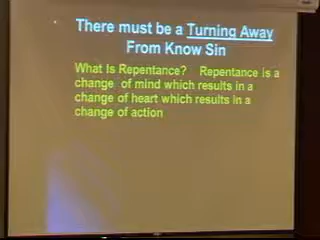 There must be a Turning Away
From Know Sin
What Is Repentance? Repentance is a
change of mind which results in a
change of heart which results in a
change of action